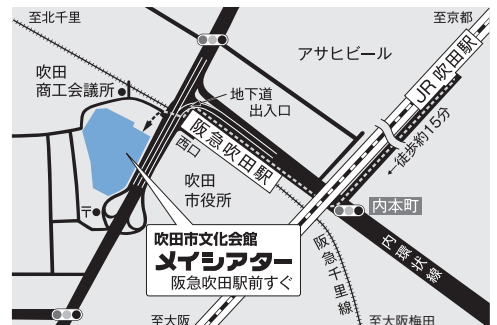 至北千里
至京都
アサヒビール
JR吹田駅
吹田
商工会議所
地下道
出入口
阪急吹田駅
西口
←徒歩約15分
吹田
市役所
〒
内本町
内環状線
吹田市文化会館
メイシアター
阪急吹田駅前すぐ
阪急千里線
至大阪
至大阪梅田